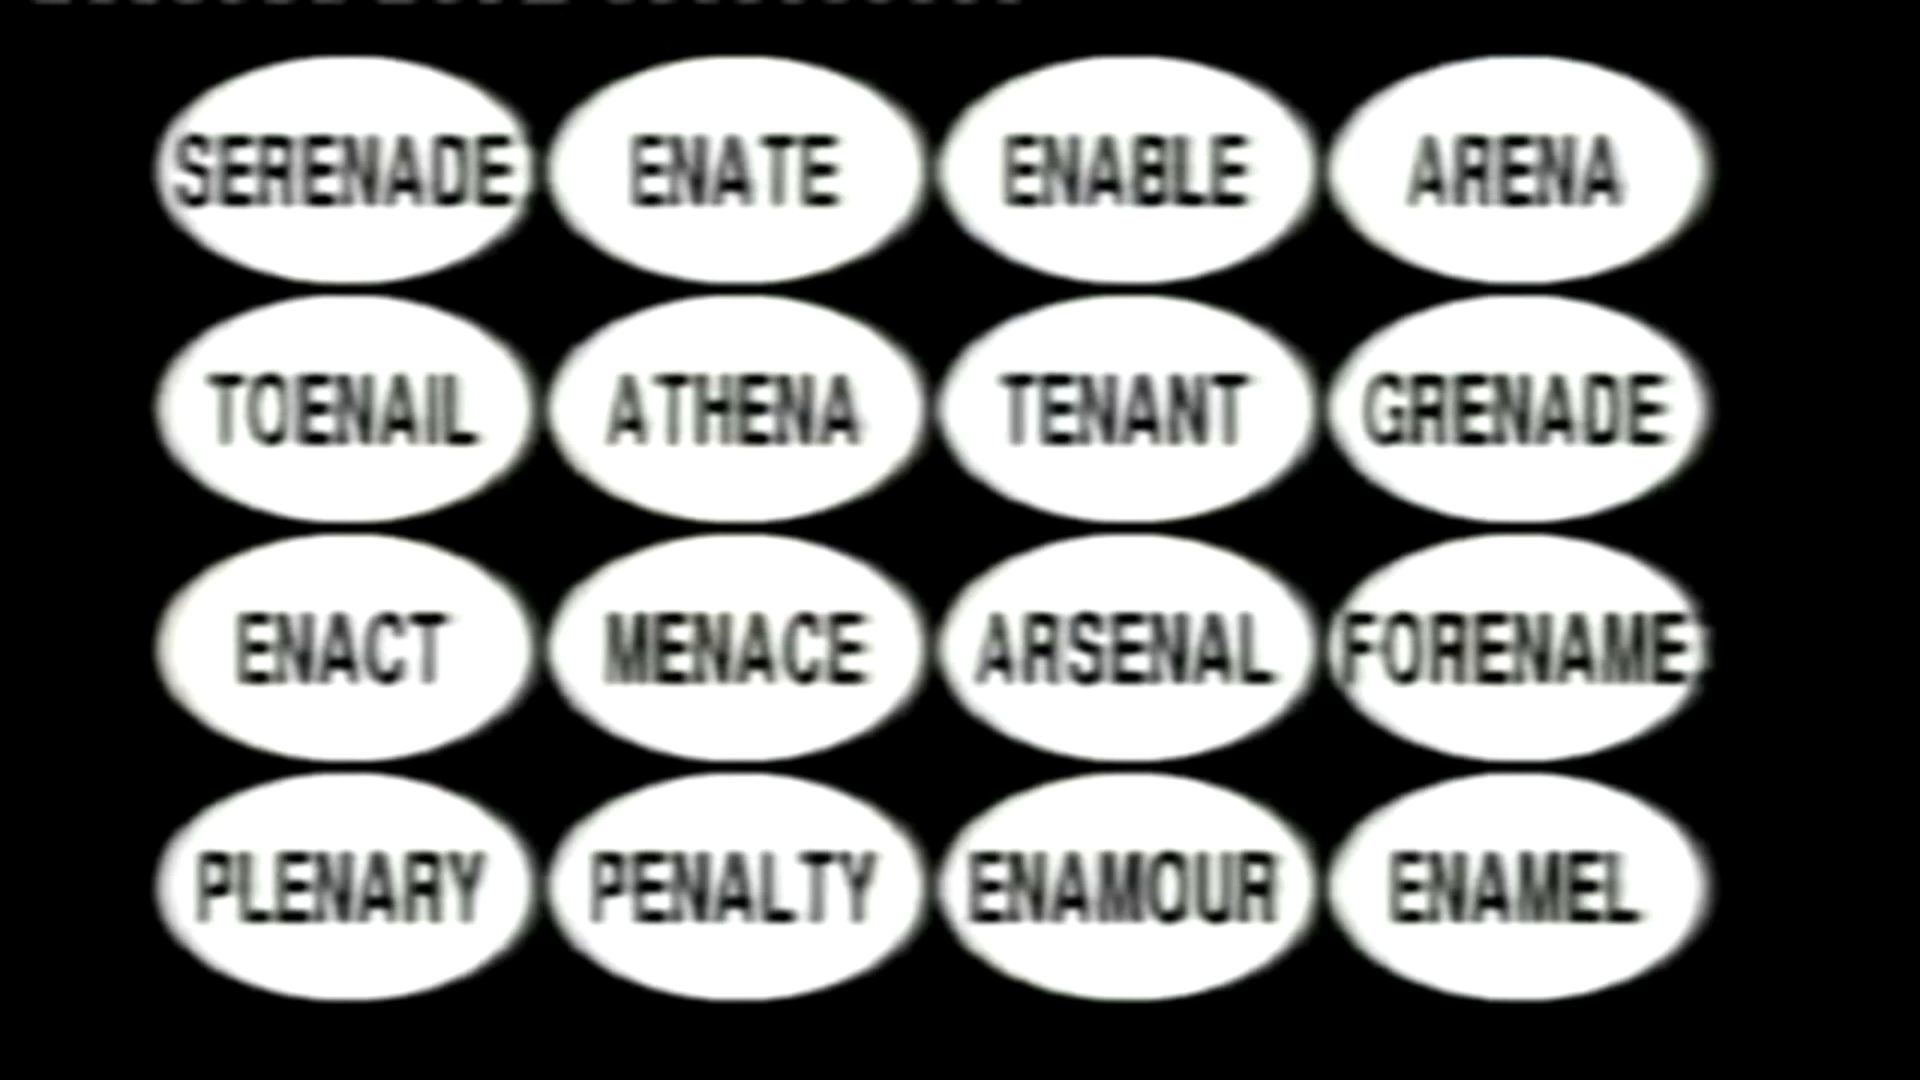 SERENADE ENATE ENABLE ARENA
TOENAIL ATHENA TENANT GRENADE
ENACT MENACE ARSENAL FORENAME
PLENARY PENALTY ENAMOUR ENAMEL